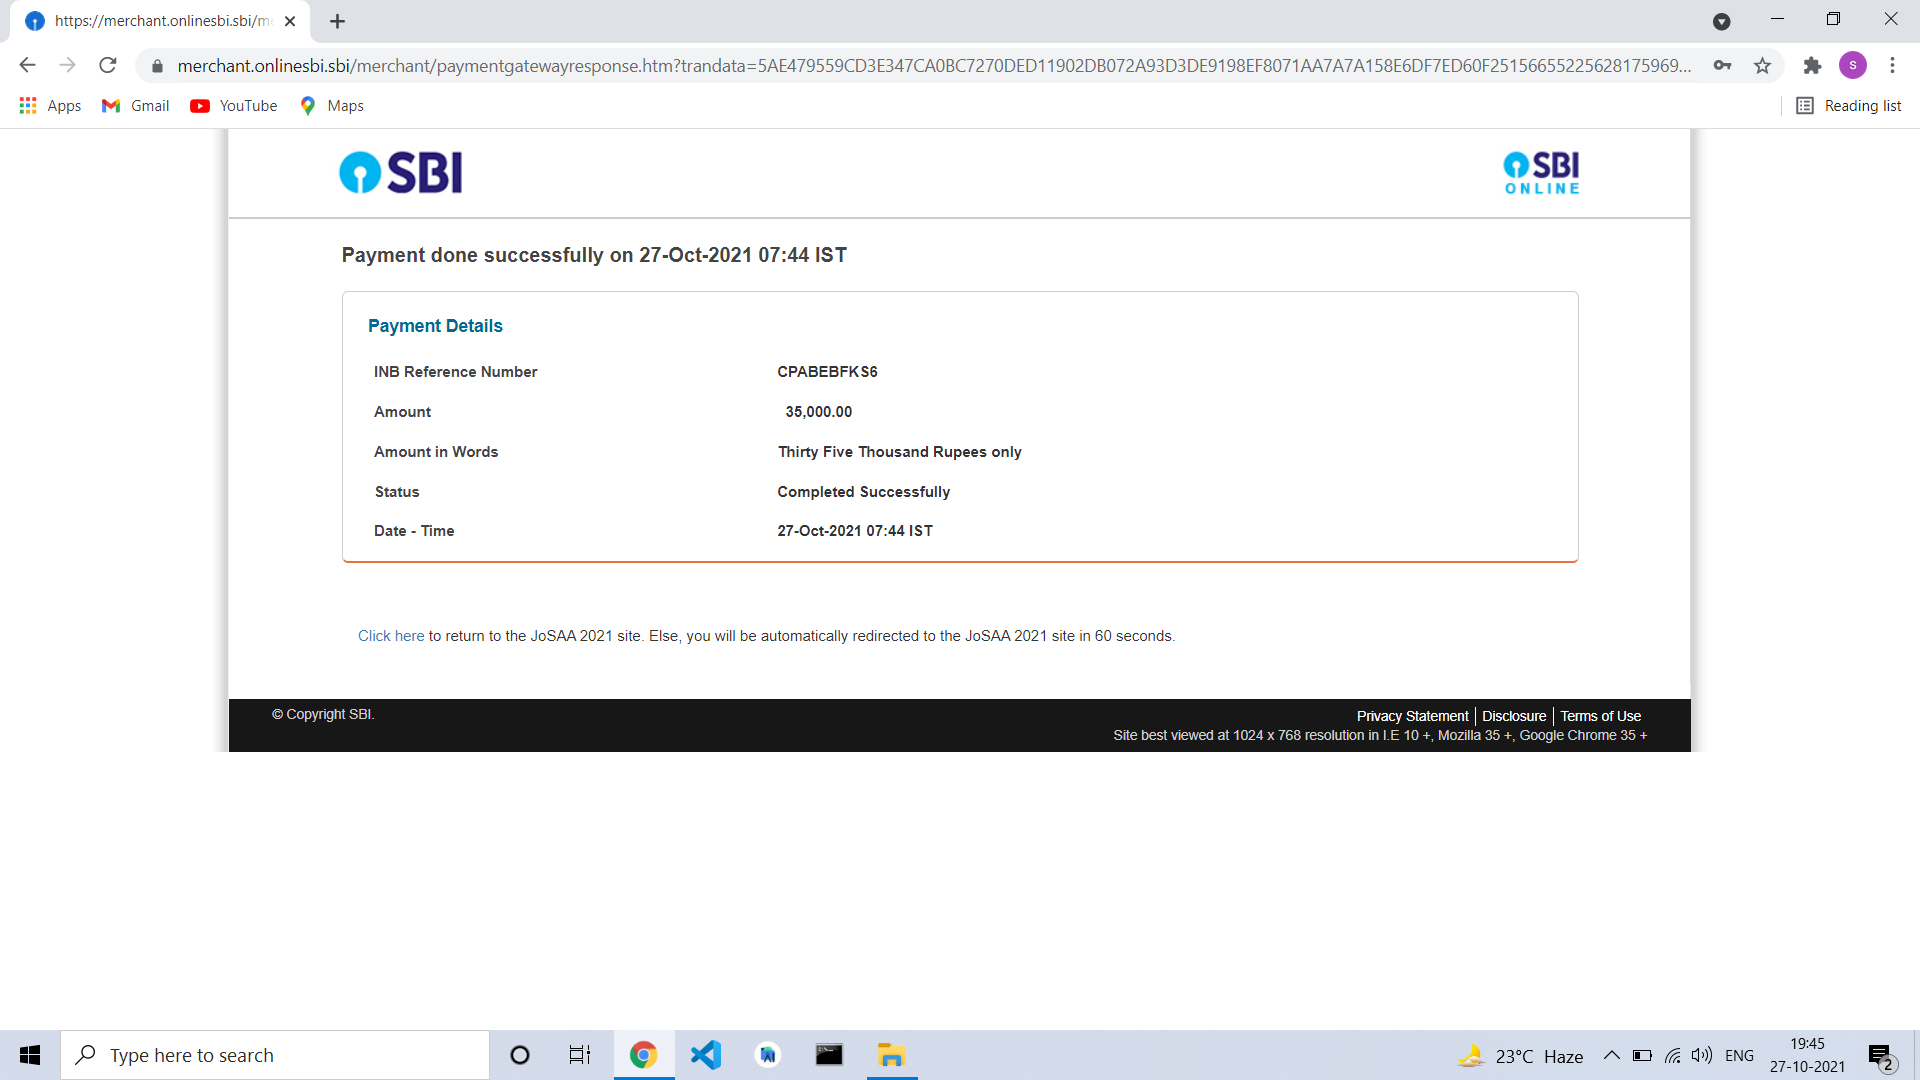 https://merchant.onlinesbi.sbi/me
merchant.onlinesbi.sbi/merchant/paymentgatewayresponse.htm?trandata=5AE479559CD3E347CA0BC7270DED11902DB072A93D3DE9198EF8071AA7A7A158E6DF7ED60F25156655225628175969...
S
Apps Gmail YouTube Maps Reading list
SBI SBI
ONLINE
Payment done successfully on 27-Oct-2021 07:44 IST
Payment Details
INB Reference Number CPABEBFKS6
Amount 35,000.00
Amount in Words Thirty Five Thousand Rupees only
Status Completed Successfully
Date - Time 27-Oct-2021 07:44 IST
Click here to return to the JoSAA 2021 site. Else, you will be automatically redirected to the JoSAA 2021 site in 60 seconds.
© Copyright SBI. Privacy Statement Disclosure Terms of Use
Site best viewed at 1024 x 768 resolution in I.E 10 +, Mozilla 35 +, Google Chrome 35 +
Type here to search
23°C Haze ENG
19:45
27-10-2021
2